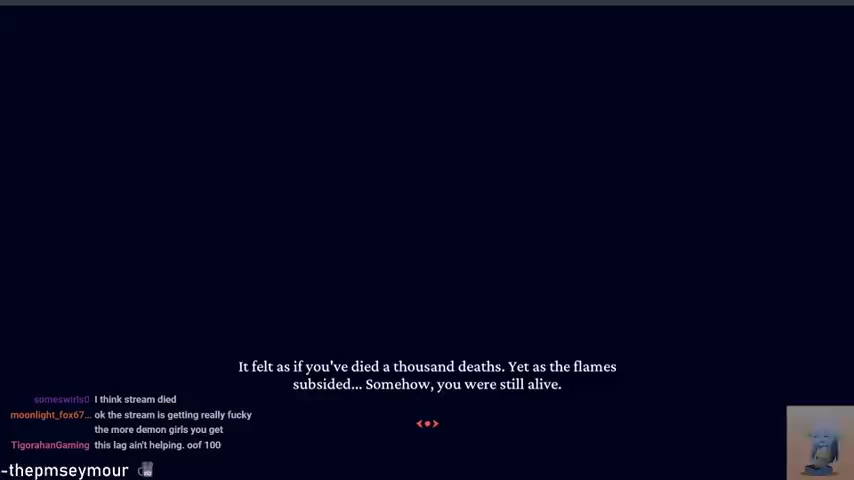 It felt as if you've died a thousand deaths. Yet as the flames
subsided... Somehow, you were still alive.
someswirls0 I think stream died
moonlight_fox67... ok the stream is getting really fucky
the more demon girls you get
TigorahanGaming this lag ain't helping. oof 100
-thepmseymour